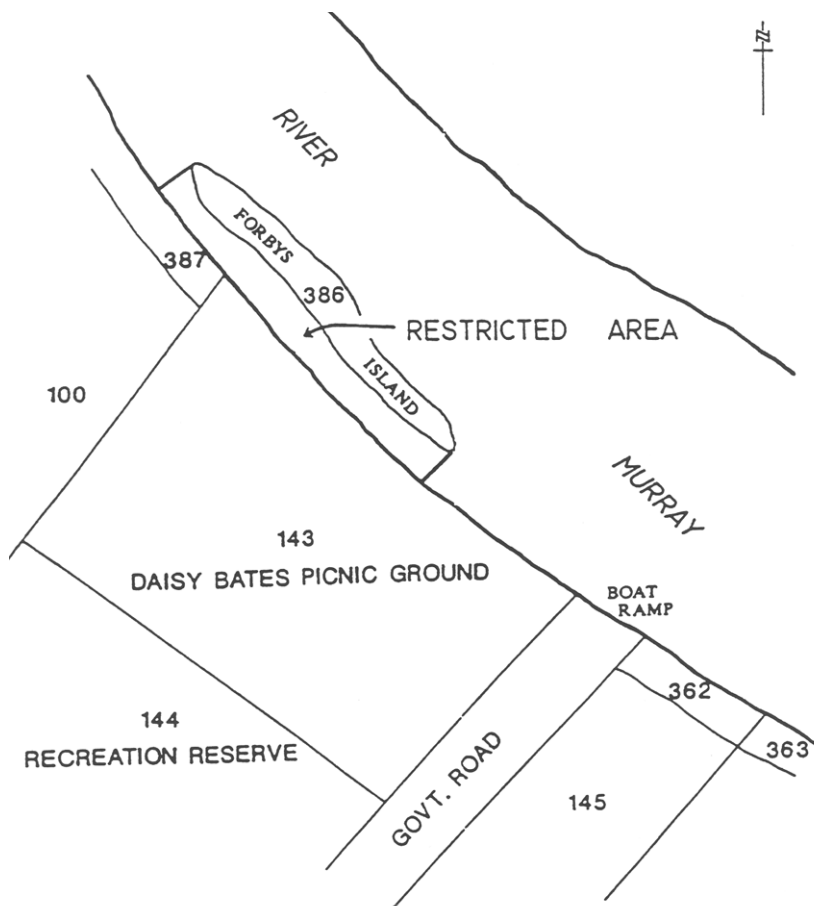 N
RIVER
FORBYS
387
386
RESTRICTED AREA
ISLAND
100
MURRAY
143
DAISY BATES PICNIC GROUND
BOAT
RAMP
362
144
RECREATION RESERVE
363
GOVT. ROAD
145